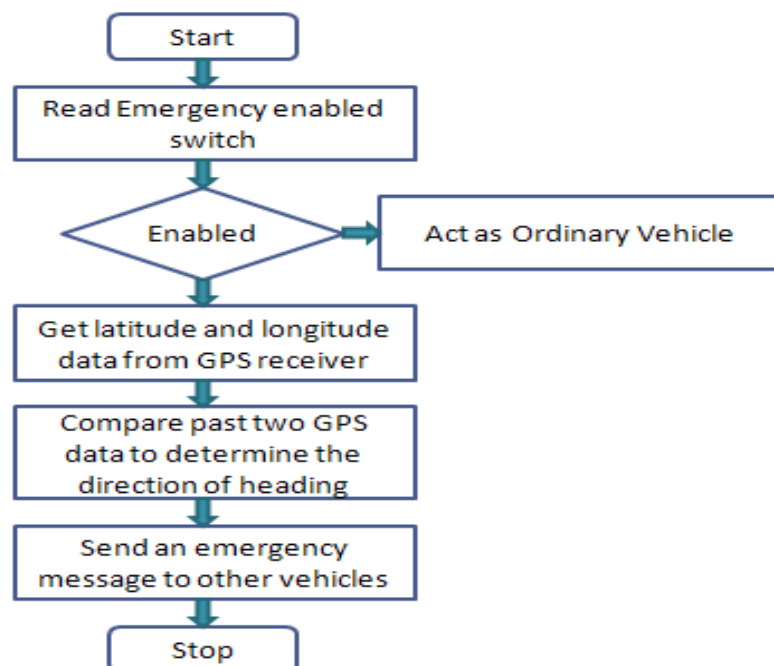 Start
Read Emergency enabled
switch
Enabled
Act as Ordinary Vehicle
Get latitude and longitude
data from GPS receiver
Compare past two GPS
data to determine the
direction of heading
Send an emergency
message to other vehicles
Stop